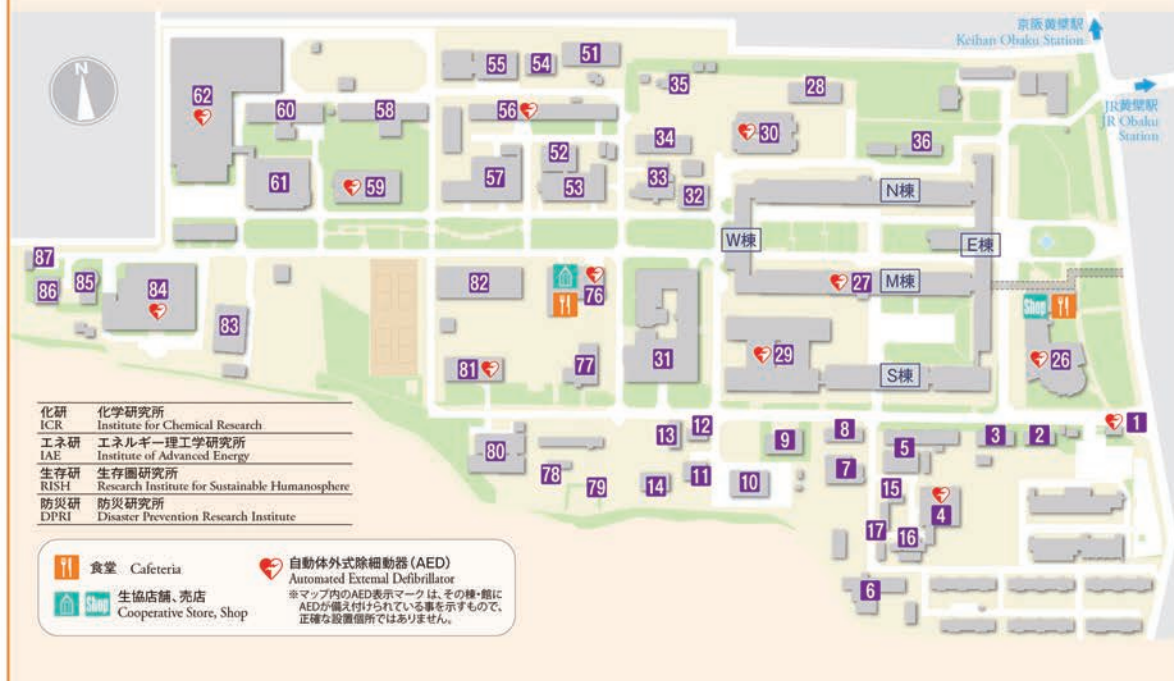 京阪黄檗駅
Keihan Obaku Station
JR黄檗駅
JR Obaku
Station
N
51
54
55
62
60
58
56
35
28
30
34
36
52
57
53
33
32
61
59
N棟
W棟
E棟
87
86
85
84
82
76
27
M棟
83
26
Shop
31
29
81
77
S棟
1
12
13
8
9
3
2
5
80
78
79
11
14
10
7
15
4
17
16
6
化研 化学研究所
ICR Institute for Chemical Research
エネ研 エネルギー理工学研究所
IAE Institute of Advanced Energy
生存研 生存圏研究所
RISH Research Institute for Sustainable Humanosphere
防災研 防災研究所
DPRI Disaster Prevention Research Institute
食堂 Cafeteria
生協店舗、売店
Shop Cooperative Store, Shop
自動体外式除細動器(AED)
Automated External Defibrillator
※マップ内のAED表示マークは、その棟・館に
AEDが備え付けられている事を示すもので、
正確な設置個所ではありません。